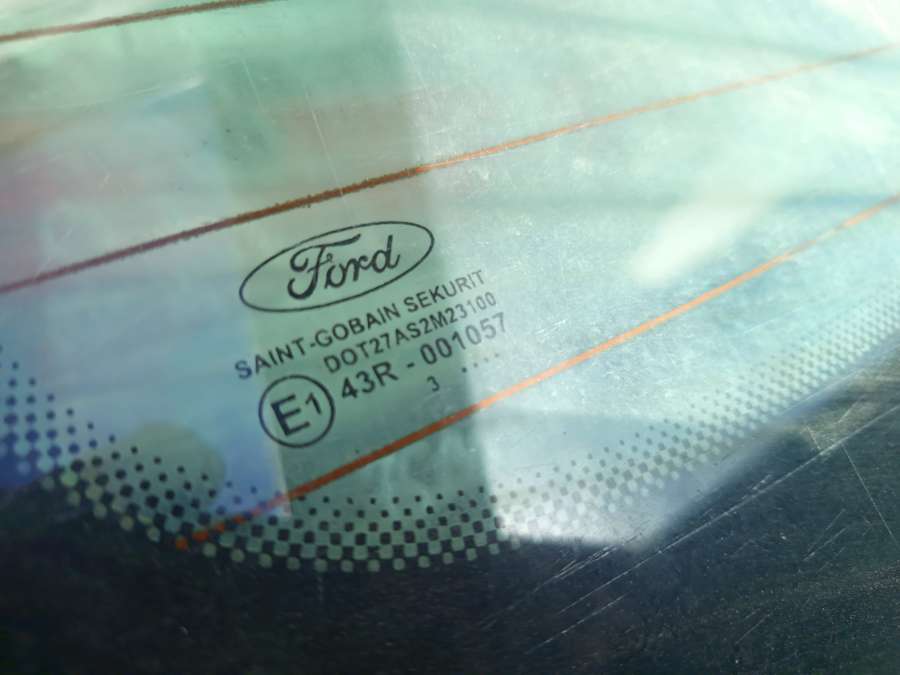 Ford
SAINT-GOBAIN SEKURIT
DOT27AS2M23100
E1 43R - 001057
3 ....